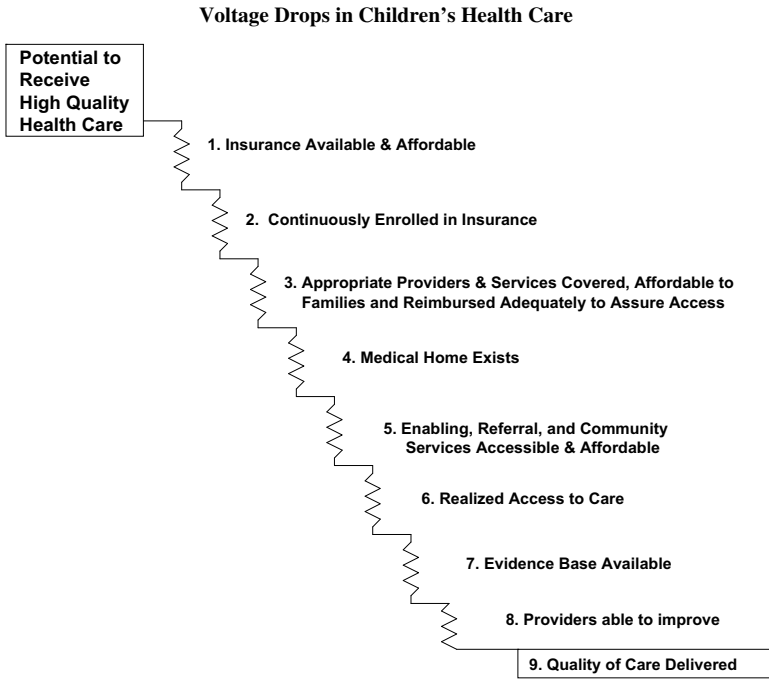 Voltage Drops in Children's Health Care
Potential to
Receive
High Quality
Health Care
1. Insurance Available & Affordable
2. Continuously Enrolled in Insurance
3. Appropriate Providers & Services Covered, Affordable to
Families and Reimbursed Adequately to Assure Access
4. Medical Home Exists
5. Enabling, Referral, and Community
Services Accessible & Affordable
6. Realized Access to Care
7. Evidence Base Available
8. Providers able to improve
9. Quality of Care Delivered